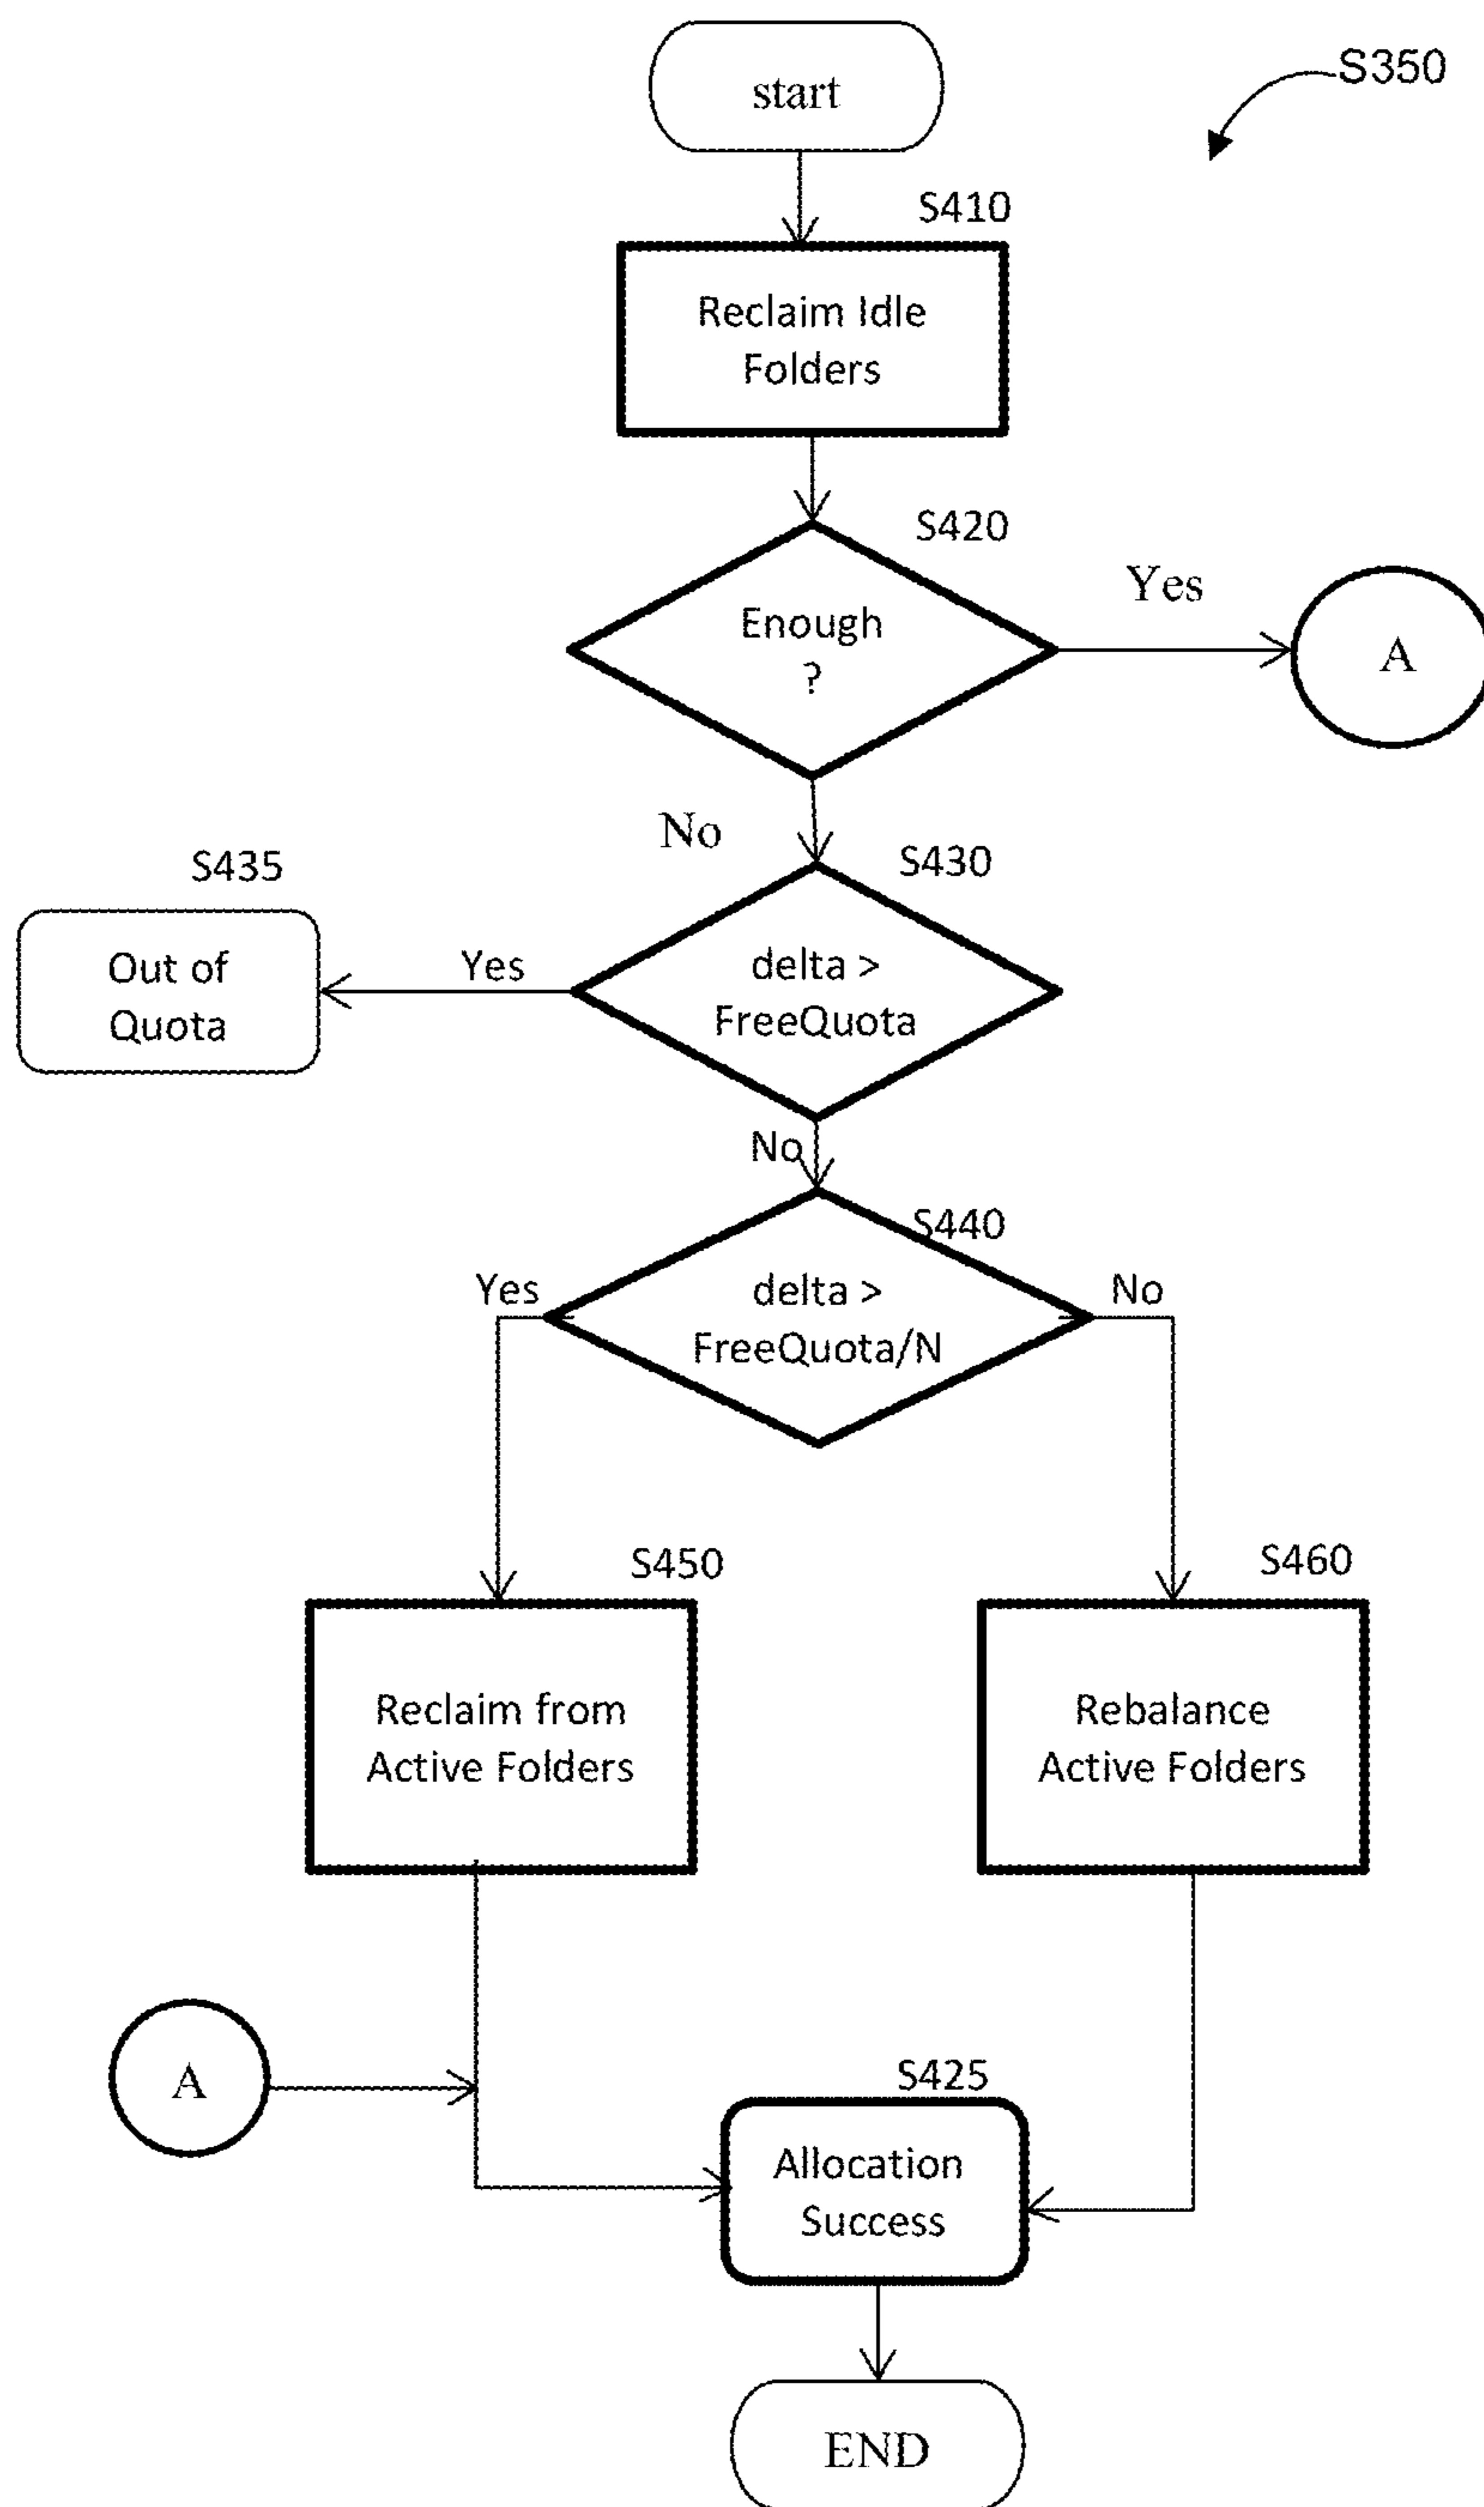 start
S350
S410
Reclaim Idle
Folders
S420
Enough
?
Yes
A
No
S430
S435
delta >
FreeQuota
Yes
Out of
Quota
No
S440
delta >
FreeQuota/N
Yes
No
S450
S460
Reclaim from
Active Folders
Rebalance
Active Folders
A
S425
Allocation
Success
END